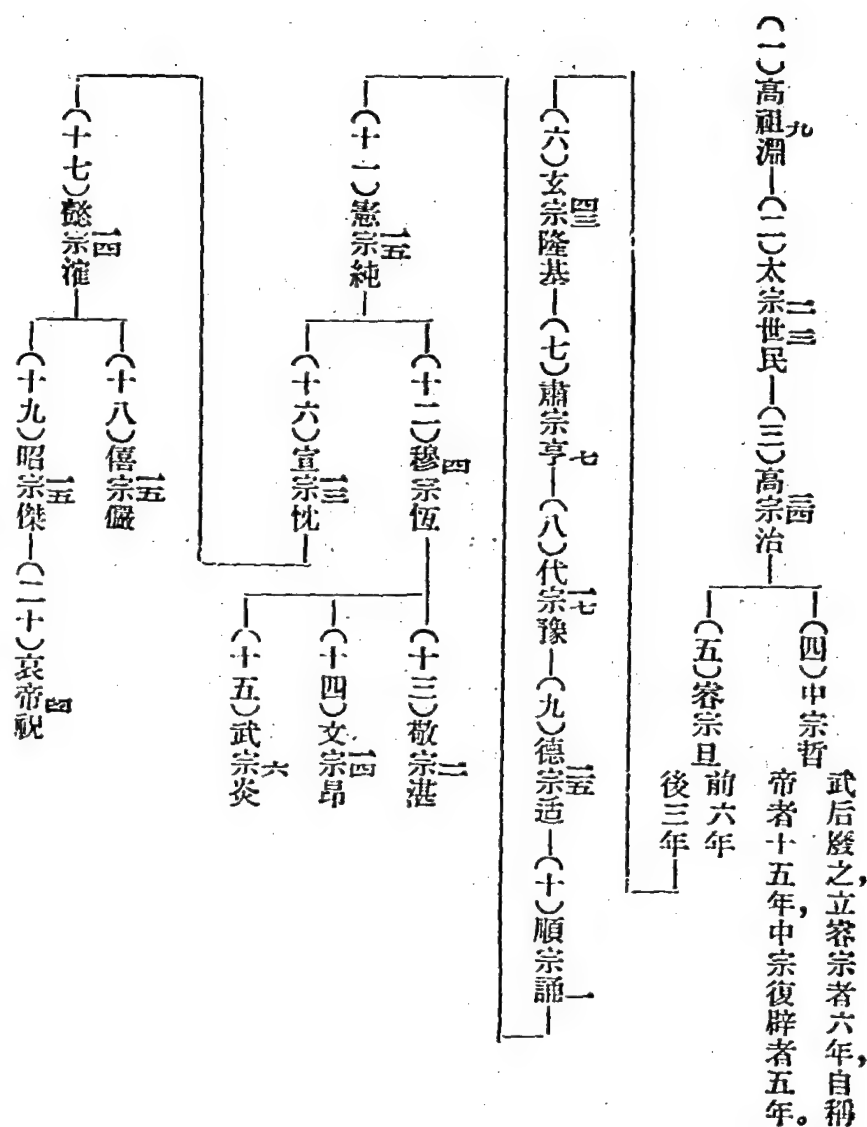 (一)高祖淵九—(二)太宗世民二三—(三)高宗治三四
(四)中宗哲
武后廢之,立睿宗者六年,自稱
帝者十五年,中宗復辟者五年。
(五)睿宗旦
前六年
後三年
(六)玄宗隆基四三—(七)肅宗亨七—(八)代宗豫一七—(九)德宗适二五—(十)順宗誦一
(十一)憲宗純一五
(十二)穆宗恆四
(十三)敬宗湛二
(十四)文宗昂一四
(十五)武宗炎六
(十六)宣宗忱一三
(十七)懿宗漼一四
(十八)僖宗儼一五
(十九)昭宗傑一五—(二十)哀帝祝四